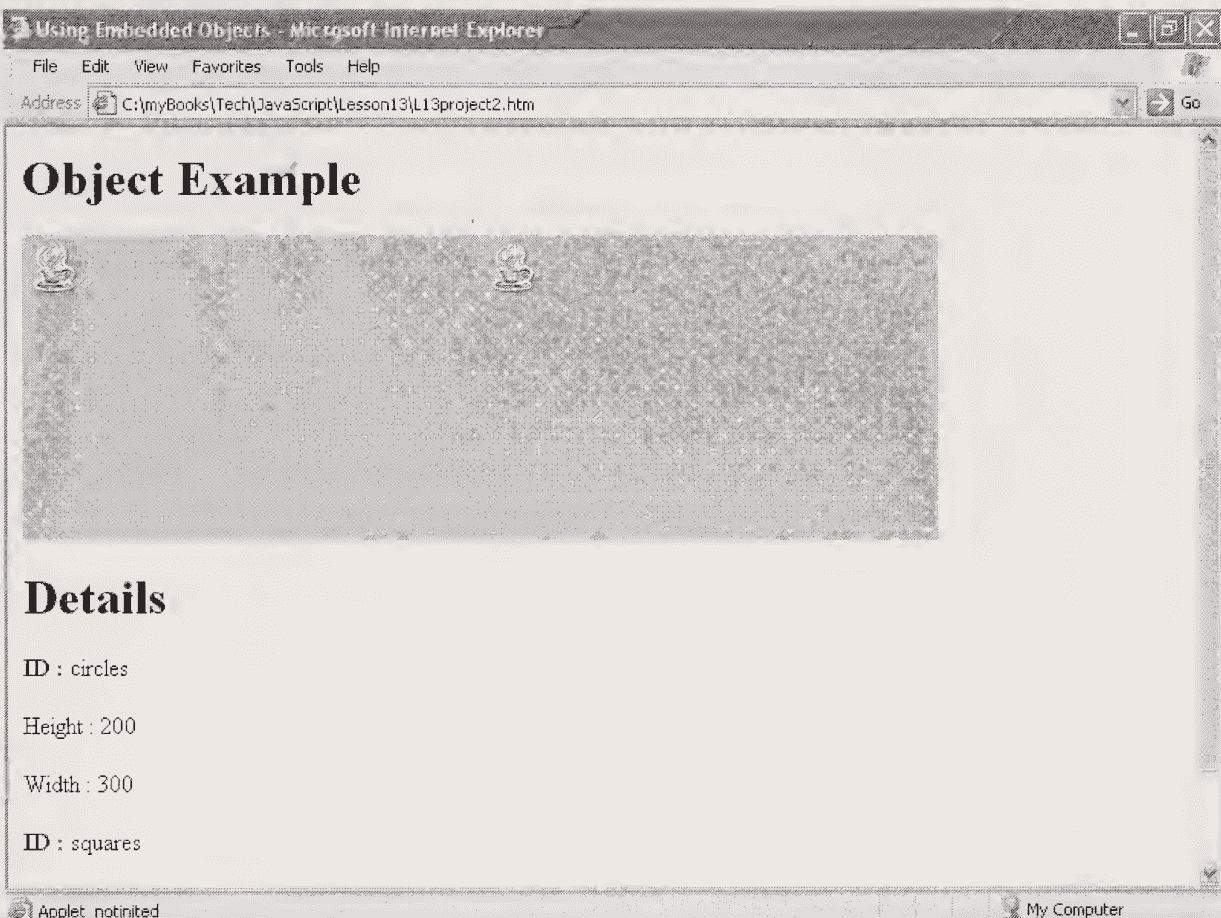 Using Embedded Objects - Microsoft Internet Explorer
File Edit View Favorites Tools Help
Address C:\myBooks\Tech\JavaScript\Lesson13\L13project2.htm Go
Object Example
Details
ID : circles
Height : 200
Width : 300
ID : squares
Applet notinited My Computer